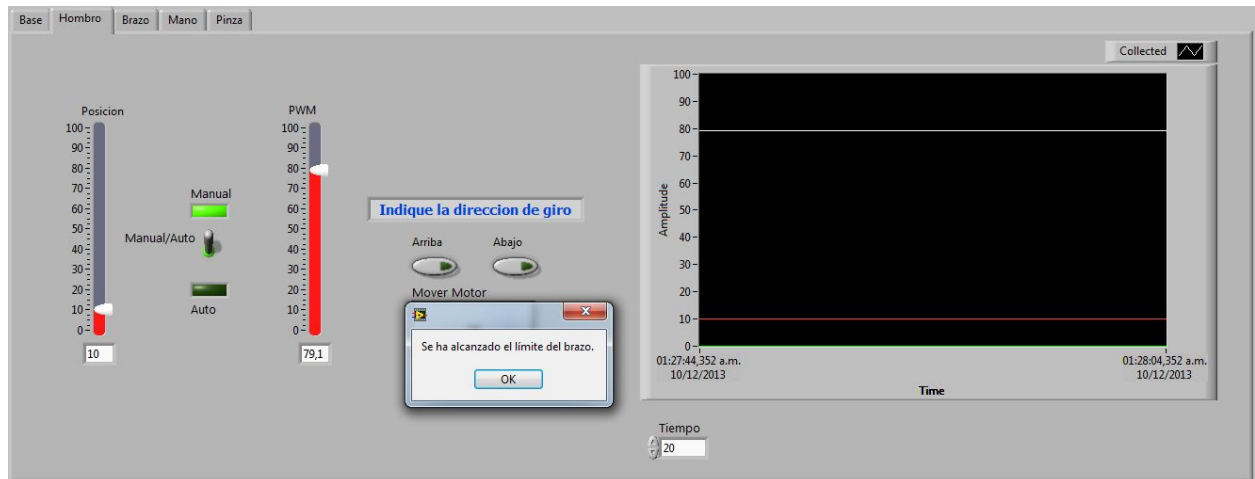 Base Hombro Brazo Mano Pinza
Collected
Posicion
100
90
80
70
60
50
40
30
20
10
0
10
Manual
Manual/Auto
Auto
PWM
100
90
80
70
60
50
40
30
20
10
0
79,1
Indique la direccion de giro
Arriba Abajo
Mover Motor
Se ha alcanzado el límite del brazo.
OK
Amplitude
100
90
80
70
60
50
40
30
20
10
0
01:27:44,352 a.m. 01:28:04,352 a.m.
10/12/2013 10/12/2013
Time
Tiempo
20